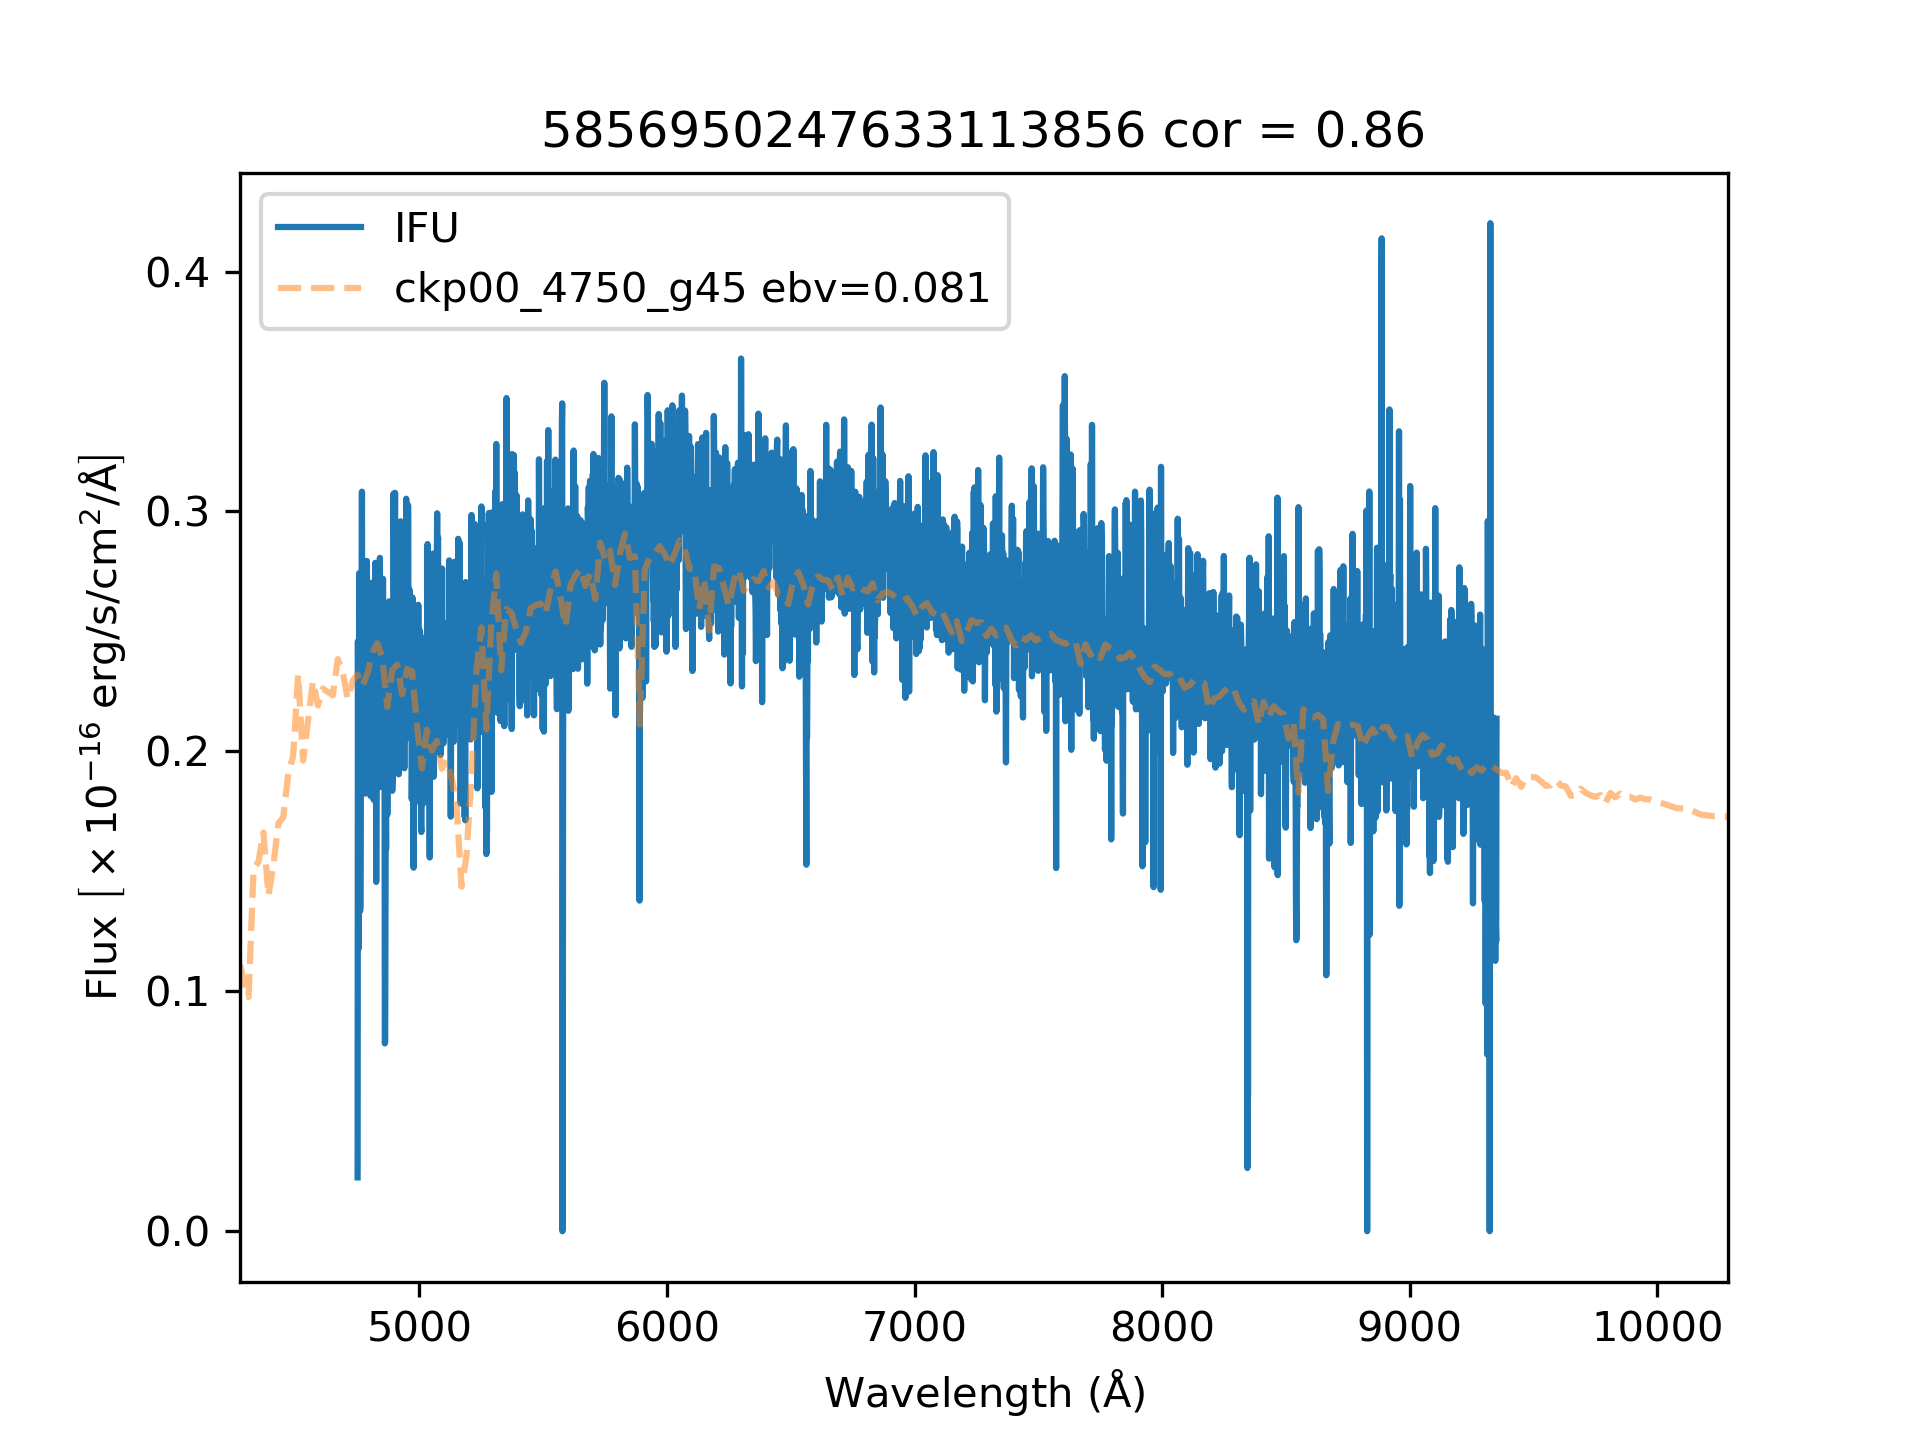 5856950247633113856 cor = 0.86
IFU
ckp00_4750_g45 ebv=0.081
Flux [× 10⁻¹⁶ erg/s/cm²/Å]
0.4
0.3
0.2
0.1
0.0
5000 6000 7000 8000 9000 10000
Wavelength (Å)